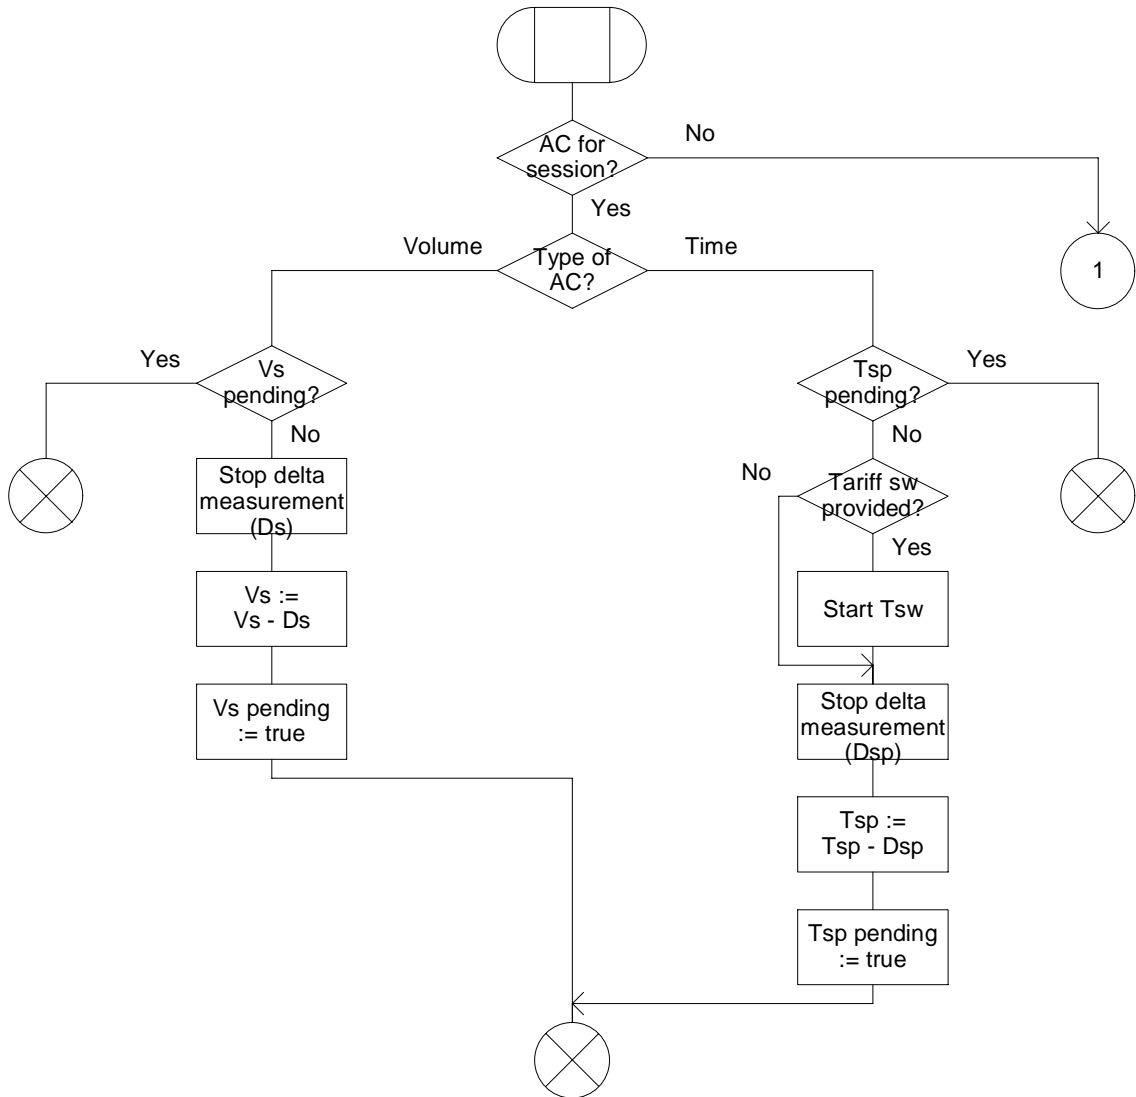 AC for
session?
No
Yes
Volume
Type of
AC?
Time
1
Yes
Vs
pending?
No
Tsp
pending?
Yes
No
Stop delta
measurement
(Ds)
No
Tariff sw
provided?
Yes
Vs :=
Vs - Ds
Start Tsw
Vs pending
:= true
Stop delta
measurement
(Dsp)
Tsp :=
Tsp - Dsp
Tsp pending
:= true